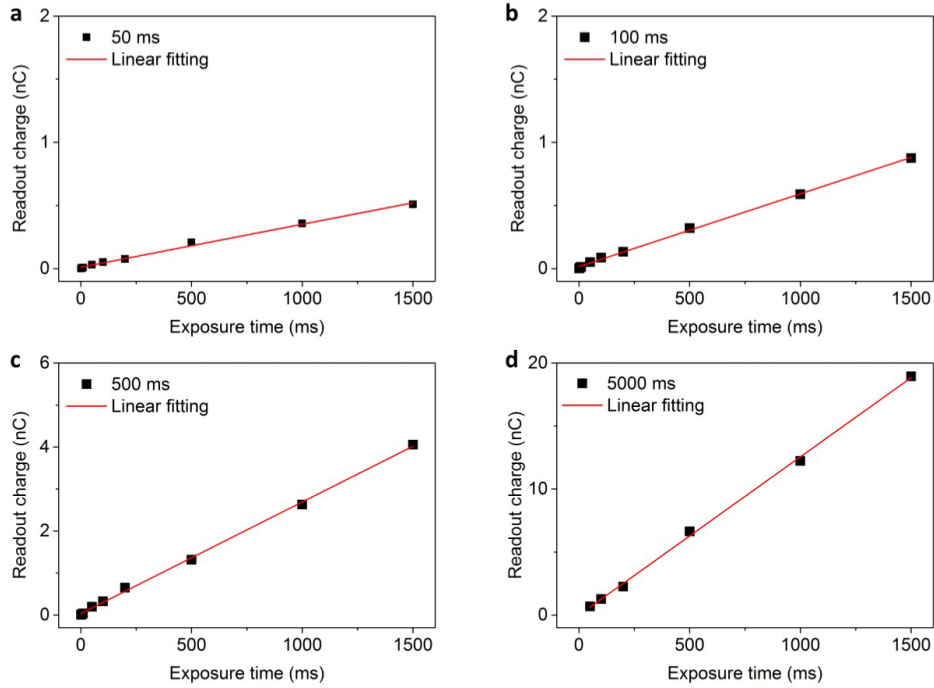 a
2
50 ms
Linear fitting
1
0
Readout charge (nC)
0
500
1000
1500
Exposure time (ms)
b
2
100 ms
Linear fitting
1
0
Readout charge (nC)
0
500
1000
1500
Exposure time (ms)
c
6
500 ms
Linear fitting
4
2
0
Readout charge (nC)
0
500
1000
1500
Exposure time (ms)
d
20
5000 ms
Linear fitting
10
0
Readout charge (nC)
0
500
1000
1500
Exposure time (ms)